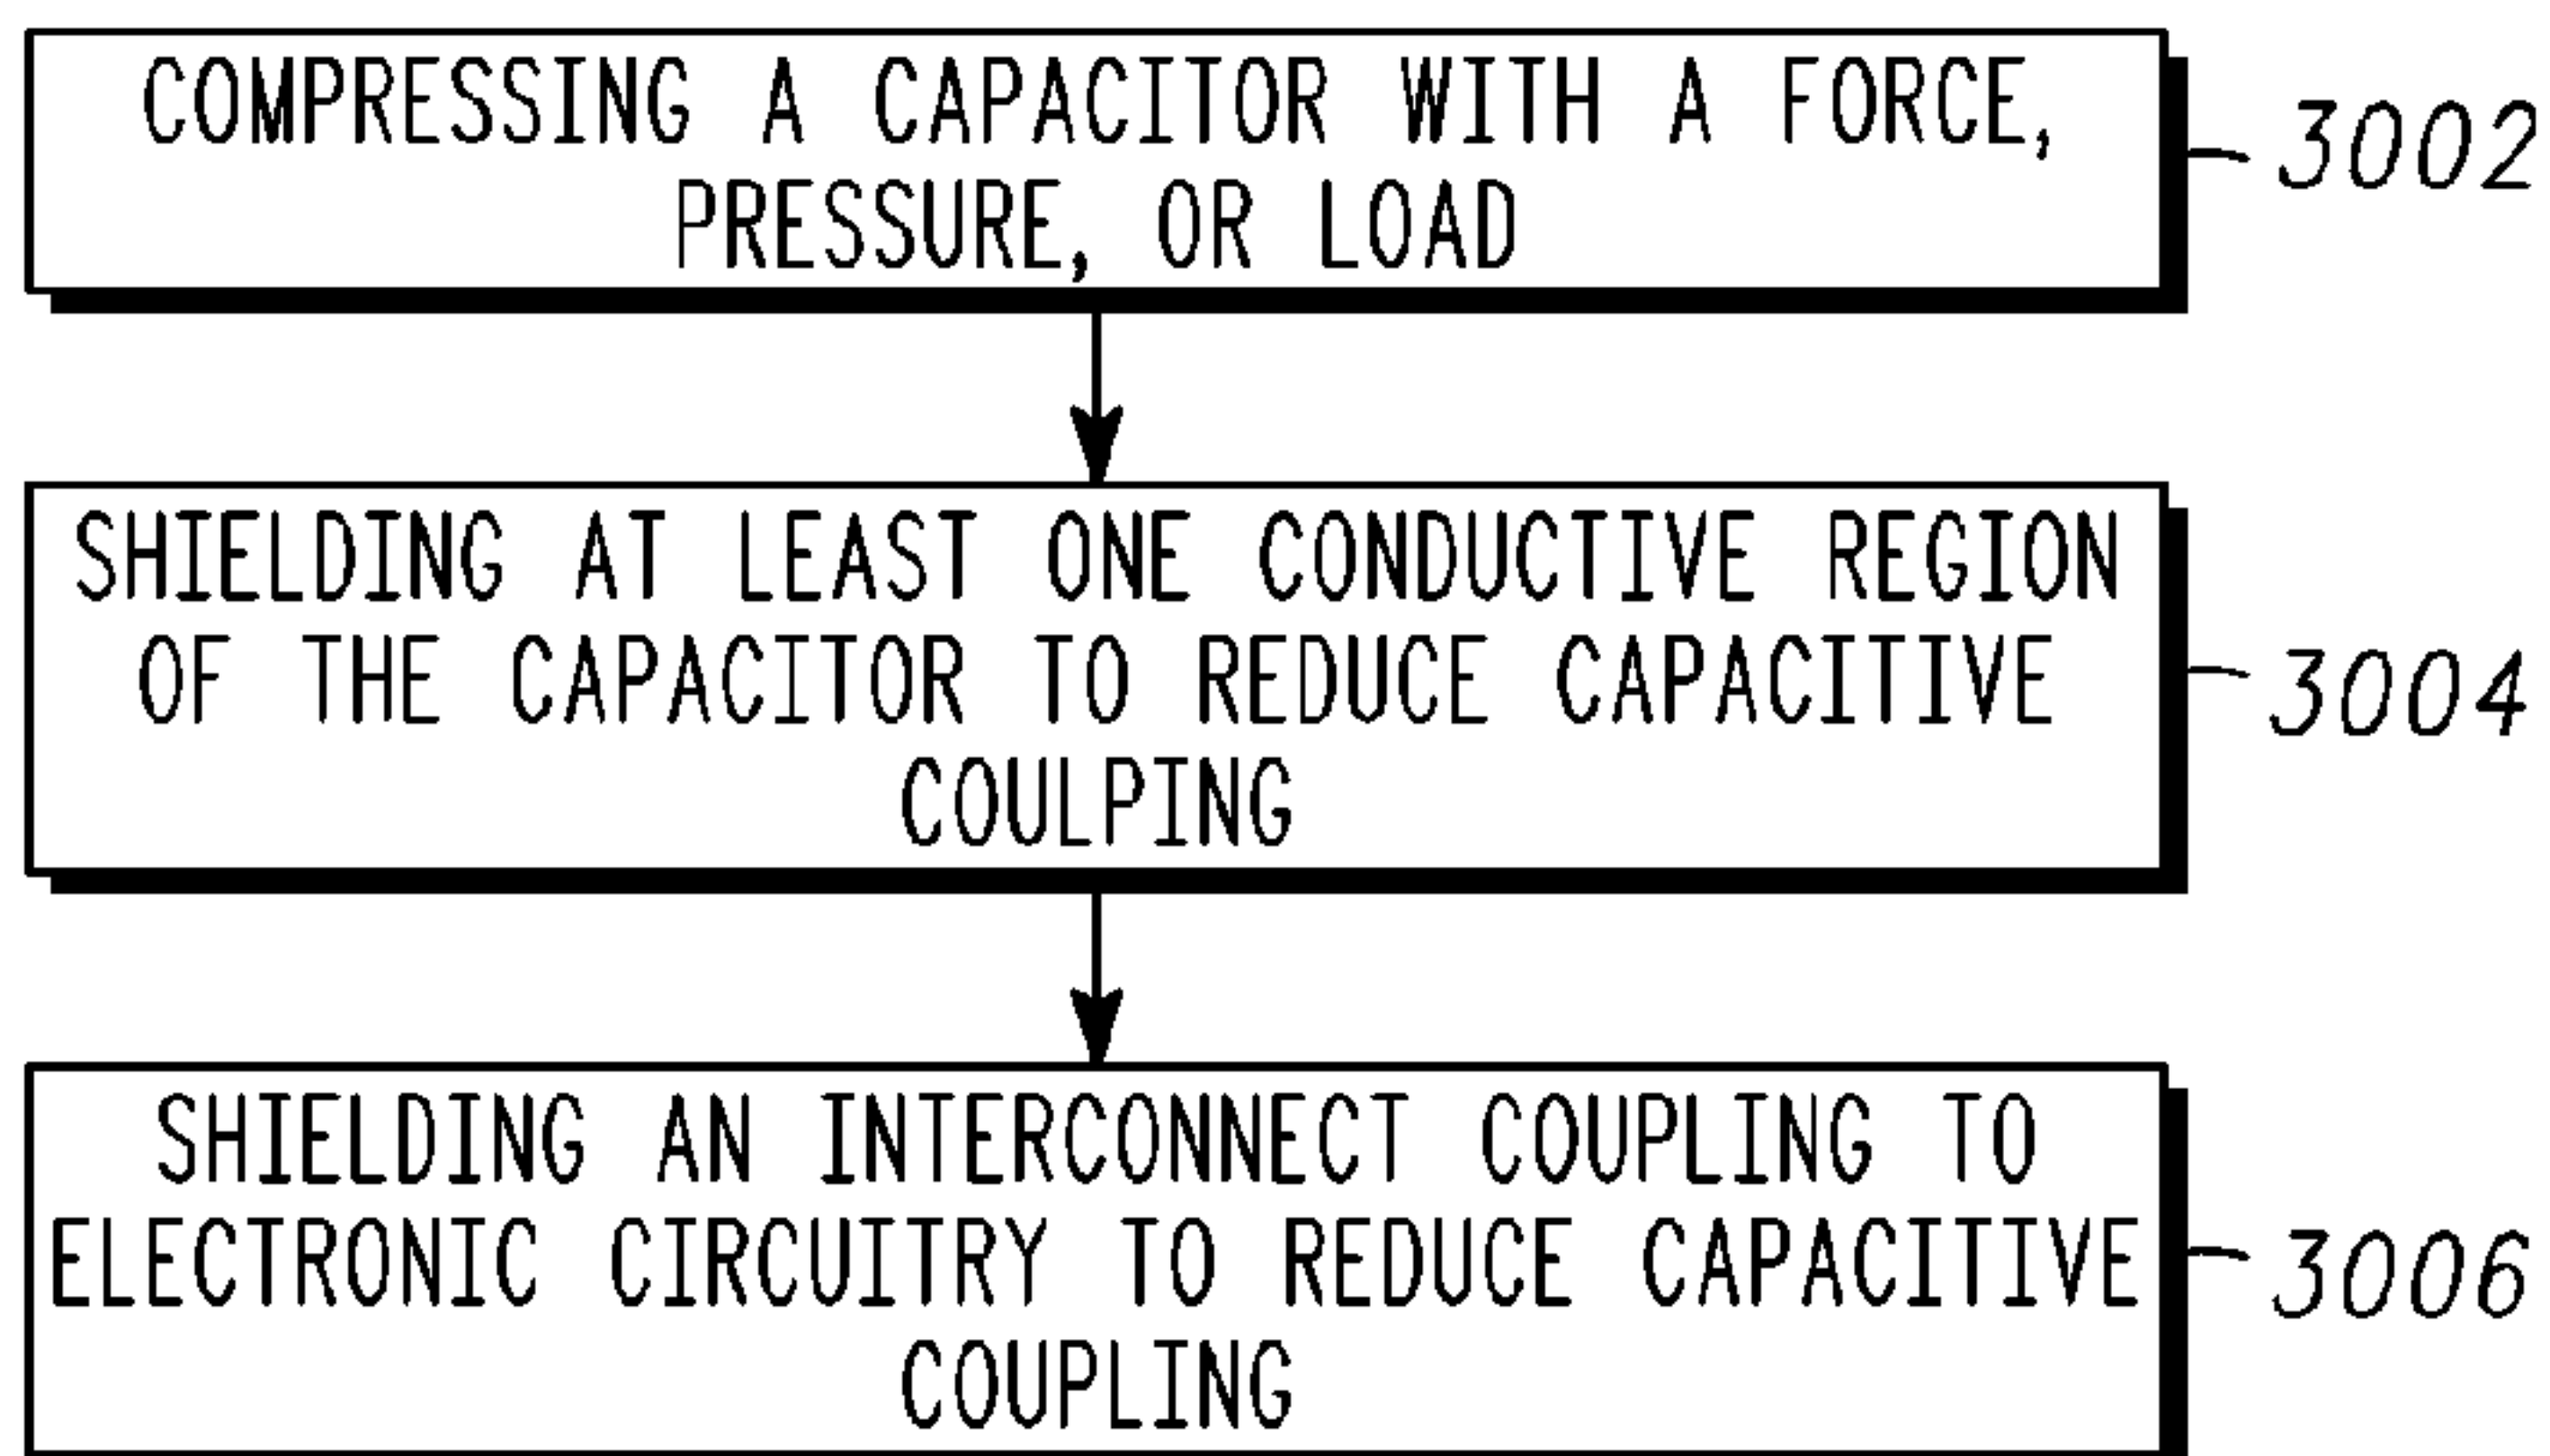 COMPRESSING A CAPACITOR WITH A FORCE,
PRESSURE, OR LOAD
3002
SHIELDING AT LEAST ONE CONDUCTIVE REGION
OF THE CAPACITOR TO REDUCE CAPACITIVE
COULPING
3004
SHIELDING AN INTERCONNECT COUPLING TO
ELECTRONIC CIRCUITRY TO REDUCE CAPACITIVE
COUPLING
3006